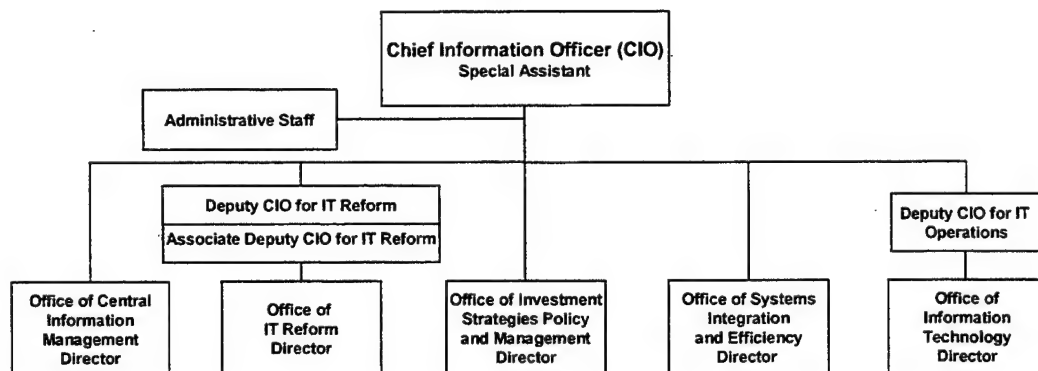 Chief Information Officer (CIO)
Special Assistant
Administrative Staff
Deputy CIO for IT Reform
Associate Deputy CIO for IT Reform
Deputy CIO for IT
Operations
Office of Central
Information
Management
Director
Office of
IT Reform
Director
Office of Investment
Strategies Policy
and Management
Director
Office of Systems
Integration
and Efficiency
Director
Office of
Information
Technology
Director